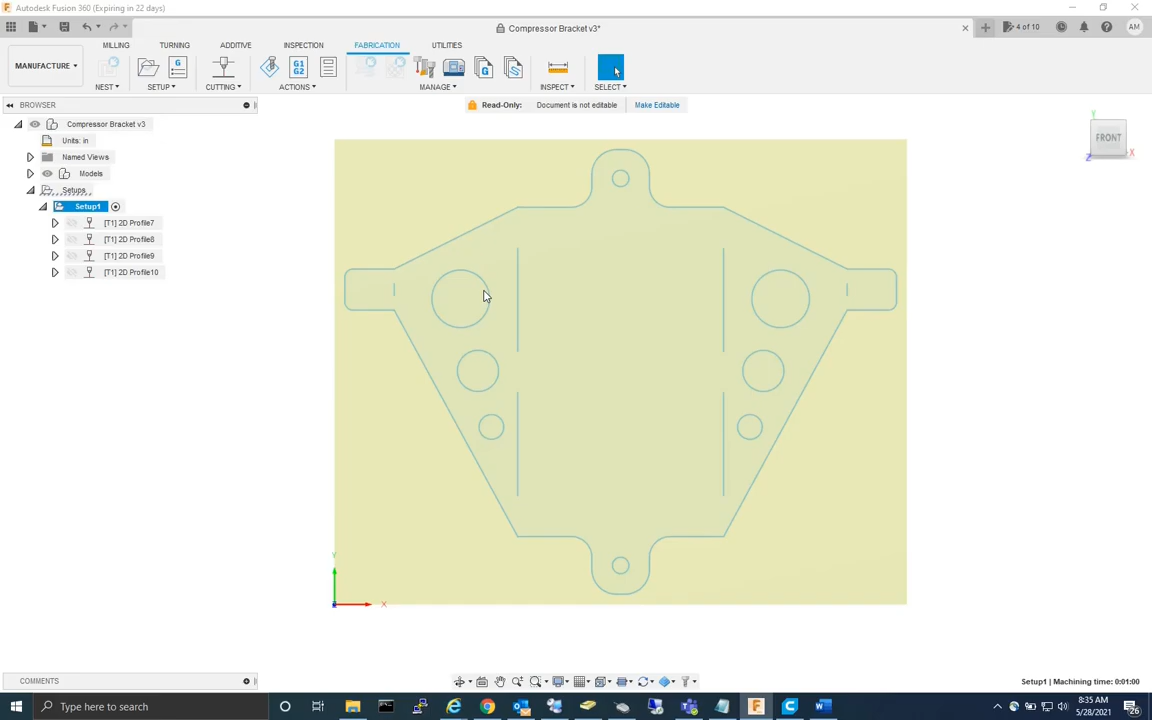 Autodesk Fusion 360 (Expiring in 22 days)
Compressor Bracket v3*
4 of 10
AM
MANUFACTURE
MILLING
TURNING
ADDITIVE
INSPECTION
FABRICATION
UTILITIES
NEST
SETUP
CUTTING
ACTIONS
MANAGE
INSPECT
SELECT
G
G1
G2
G
BROWSER
Read-Only:
Document is not editable
Make Editable
Compressor Bracket v3
Units: in
Named Views
Models
Setups
Setup1
[T1] 2D Profile7
[T1] 2D Profile8
[T1] 2D Profile9
[T1] 2D Profile10
Y
FRONT
X
Z
Y
X
COMMENTS
Setup1 | Machining time: 0:01:00
Type here to search
8:35 AM
5/28/2021
26